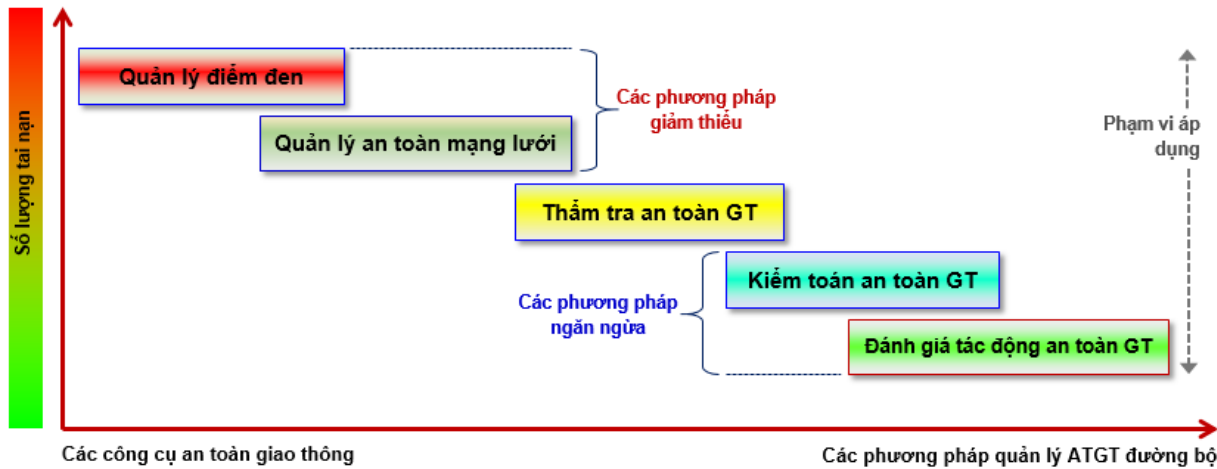 Số lượng tai nạn
Quản lý điểm đen
Quản lý an toàn mạng lưới
Các phương pháp
giảm thiểu
Phạm vi áp
dụng
Thẩm tra an toàn GT
Các phương pháp
ngăn ngừa
Kiểm toán an toàn GT
Đánh giá tác động an toàn GT
Các công cụ an toàn giao thông
Các phương pháp quản lý ATGT đường bộ